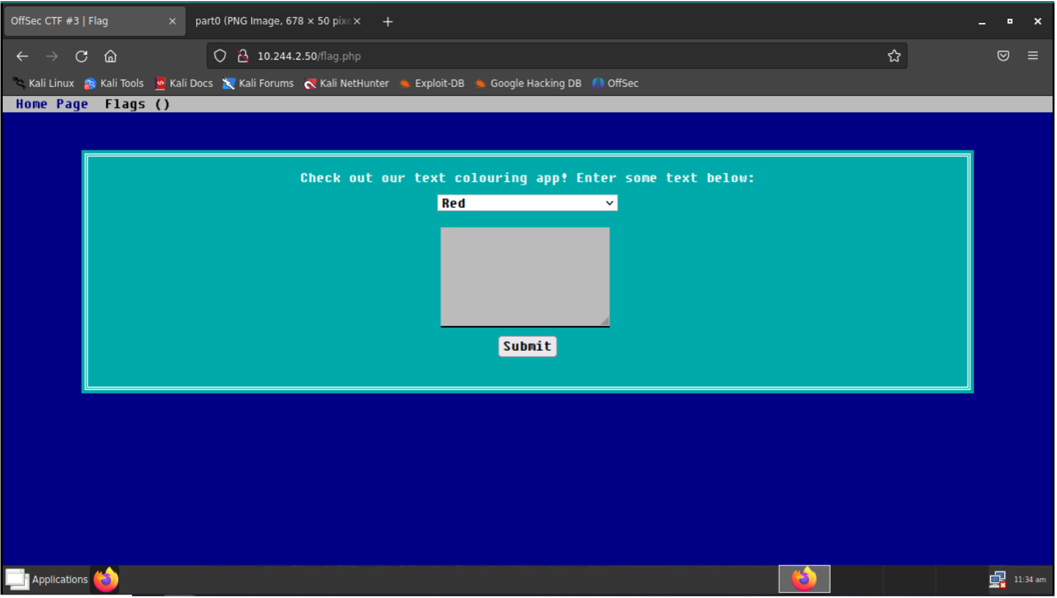 OffSec CTF #3 | Flag
part0 (PNG Image, 678 × 50 pixe
10.244.2.50/flag.php
Kali Linux Kali Tools Kali Docs Kali Forums Kali NetHunter Exploit-DB Google Hacking DB OffSec
Home Page Flags ()
Check out our text colouring app! Enter some text below:
Red
Submit
Applications
11:34 am